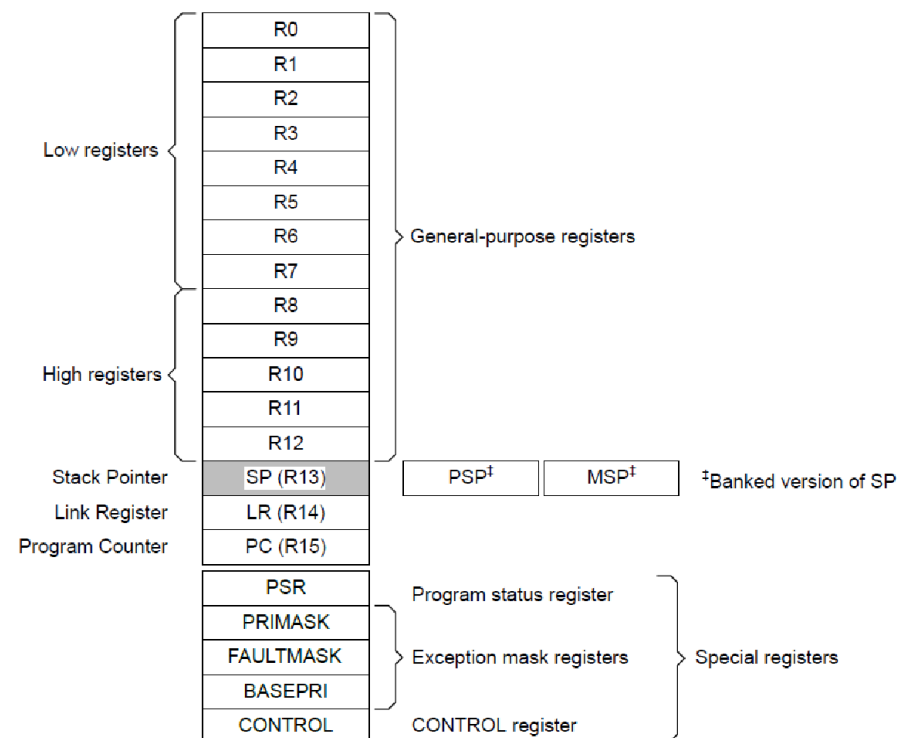 R0
R1
R2
R3
Low registers
R4
R5
R6
General-purpose registers
R7
R8
R9
High registers
R10
R11
R12
Stack Pointer
SP (R13)
PSP‡
MSP‡
‡Banked version of SP
Link Register
LR (R14)
Program Counter
PC (R15)
PSR
Program status register
PRIMASK
FAULTMASK
Exception mask registers
Special registers
BASEPRI
CONTROL
CONTROL register